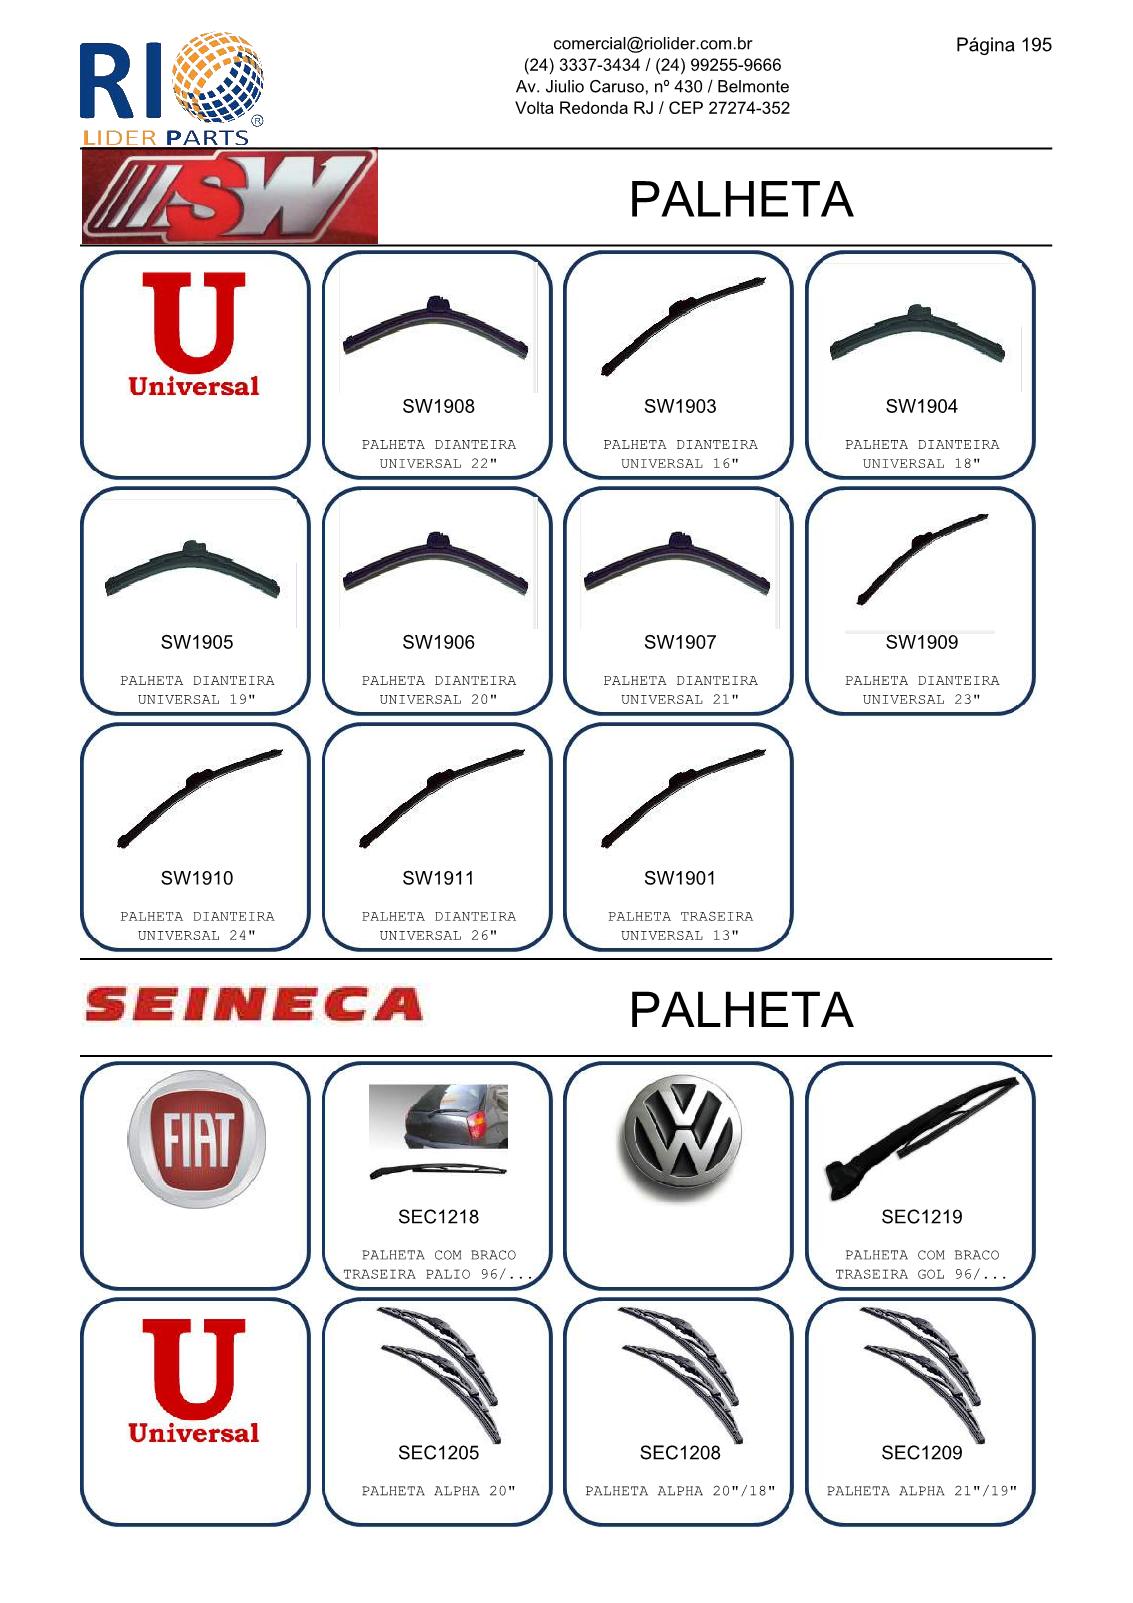 RIO
LIDER PARTS
®
comercial@riolider.com.br
(24) 3337-3434 / (24) 99255-9666
Av. Jiulio Caruso, nº 430 / Belmonte
Volta Redonda RJ / CEP 27274-352
Página 195
SW
PALHETA
U
Universal
SW1908
PALHETA DIANTEIRA
UNIVERSAL 22"
SW1903
PALHETA DIANTEIRA
UNIVERSAL 16"
SW1904
PALHETA DIANTEIRA
UNIVERSAL 18"
SW1905
PALHETA DIANTEIRA
UNIVERSAL 19"
SW1906
PALHETA DIANTEIRA
UNIVERSAL 20"
SW1907
PALHETA DIANTEIRA
UNIVERSAL 21"
SW1909
PALHETA DIANTEIRA
UNIVERSAL 23"
SW1910
PALHETA DIANTEIRA
UNIVERSAL 24"
SW1911
PALHETA DIANTEIRA
UNIVERSAL 26"
SW1901
PALHETA TRASEIRA
UNIVERSAL 13"
SEINECA
PALHETA
FIAT
SEC1218
PALHETA COM BRACO
TRASEIRA PALIO 96/...
VW
SEC1219
PALHETA COM BRACO
TRASEIRA GOL 96/...
U
Universal
SEC1205
PALHETA ALPHA 20"
SEC1208
PALHETA ALPHA 20"/18"
SEC1209
PALHETA ALPHA 21"/19"